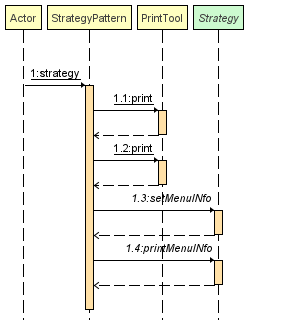 Actor StrategyPattern PrintTool Strategy
1:strategy
1.1:print
1.2:print
1.3:setMenuINfo
1.4:printMenuINfo